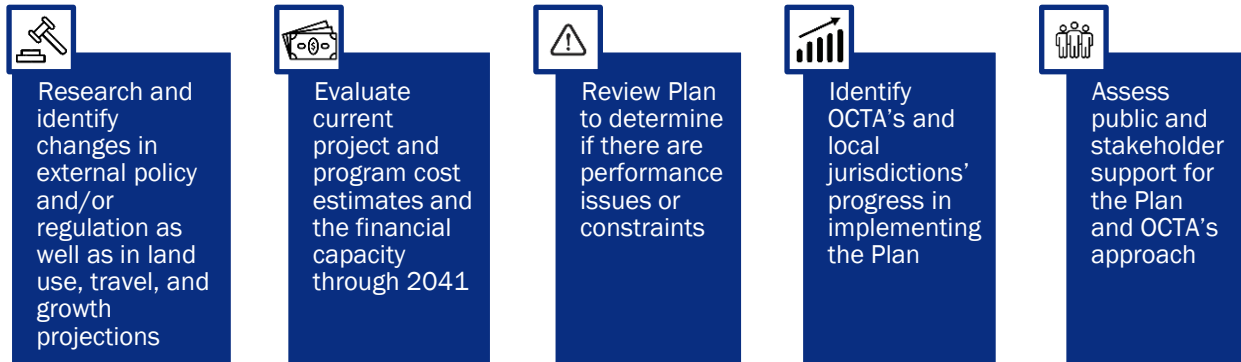 Research and
identify
changes in
external policy
and/or
regulation as
well as in land
use, travel, and
growth
projections
Evaluate
current
project and
program cost
estimates and
the financial
capacity
through 2041
Review Plan
to determine
if there are
performance
issues or
constraints
Identify
OCTA’s and
local
jurisdictions’
progress in
implementing
the Plan
Assess
public and
stakeholder
support for
the Plan
and OCTA’s
approach